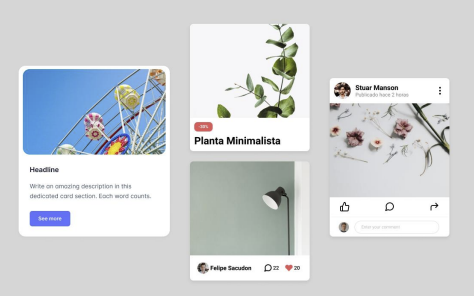 Headline
Write an amazing description in this
dedicated card section. Each word counts.
See more
Planta Minimalista
Felipe Sacudon
22
20
Stuar Manson
Publicado hace 2 horas